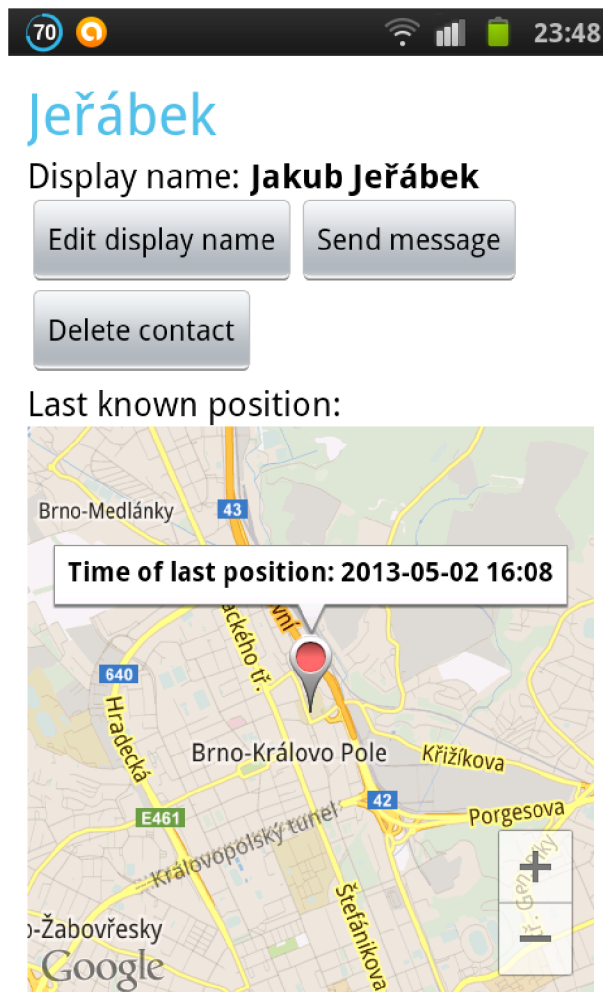 70
23:48
Jeřábek
Display name: Jakub Jeřábek
Edit display name
Send message
Delete contact
Last known position:
Brno-Medlánky
43
Time of last position: 2013-05-02 16:08
640
Hradecká
Brno-Královo Pole
Křižíkova
42
E461
Porgesova
Královopolský tunel
Štefánikova
o-Žabovřesky
Google